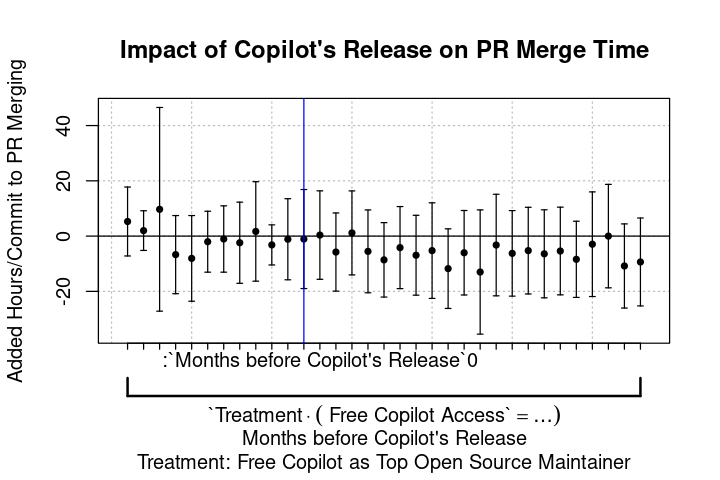 Impact of Copilot's Release on PR Merge Time
Added Hours/Commit to PR Merging
40
20
0
-20
:`Months before Copilot's Release`0
`Treatment · ( Free Copilot Access` = …)
Months before Copilot's Release
Treatment: Free Copilot as Top Open Source Maintainer